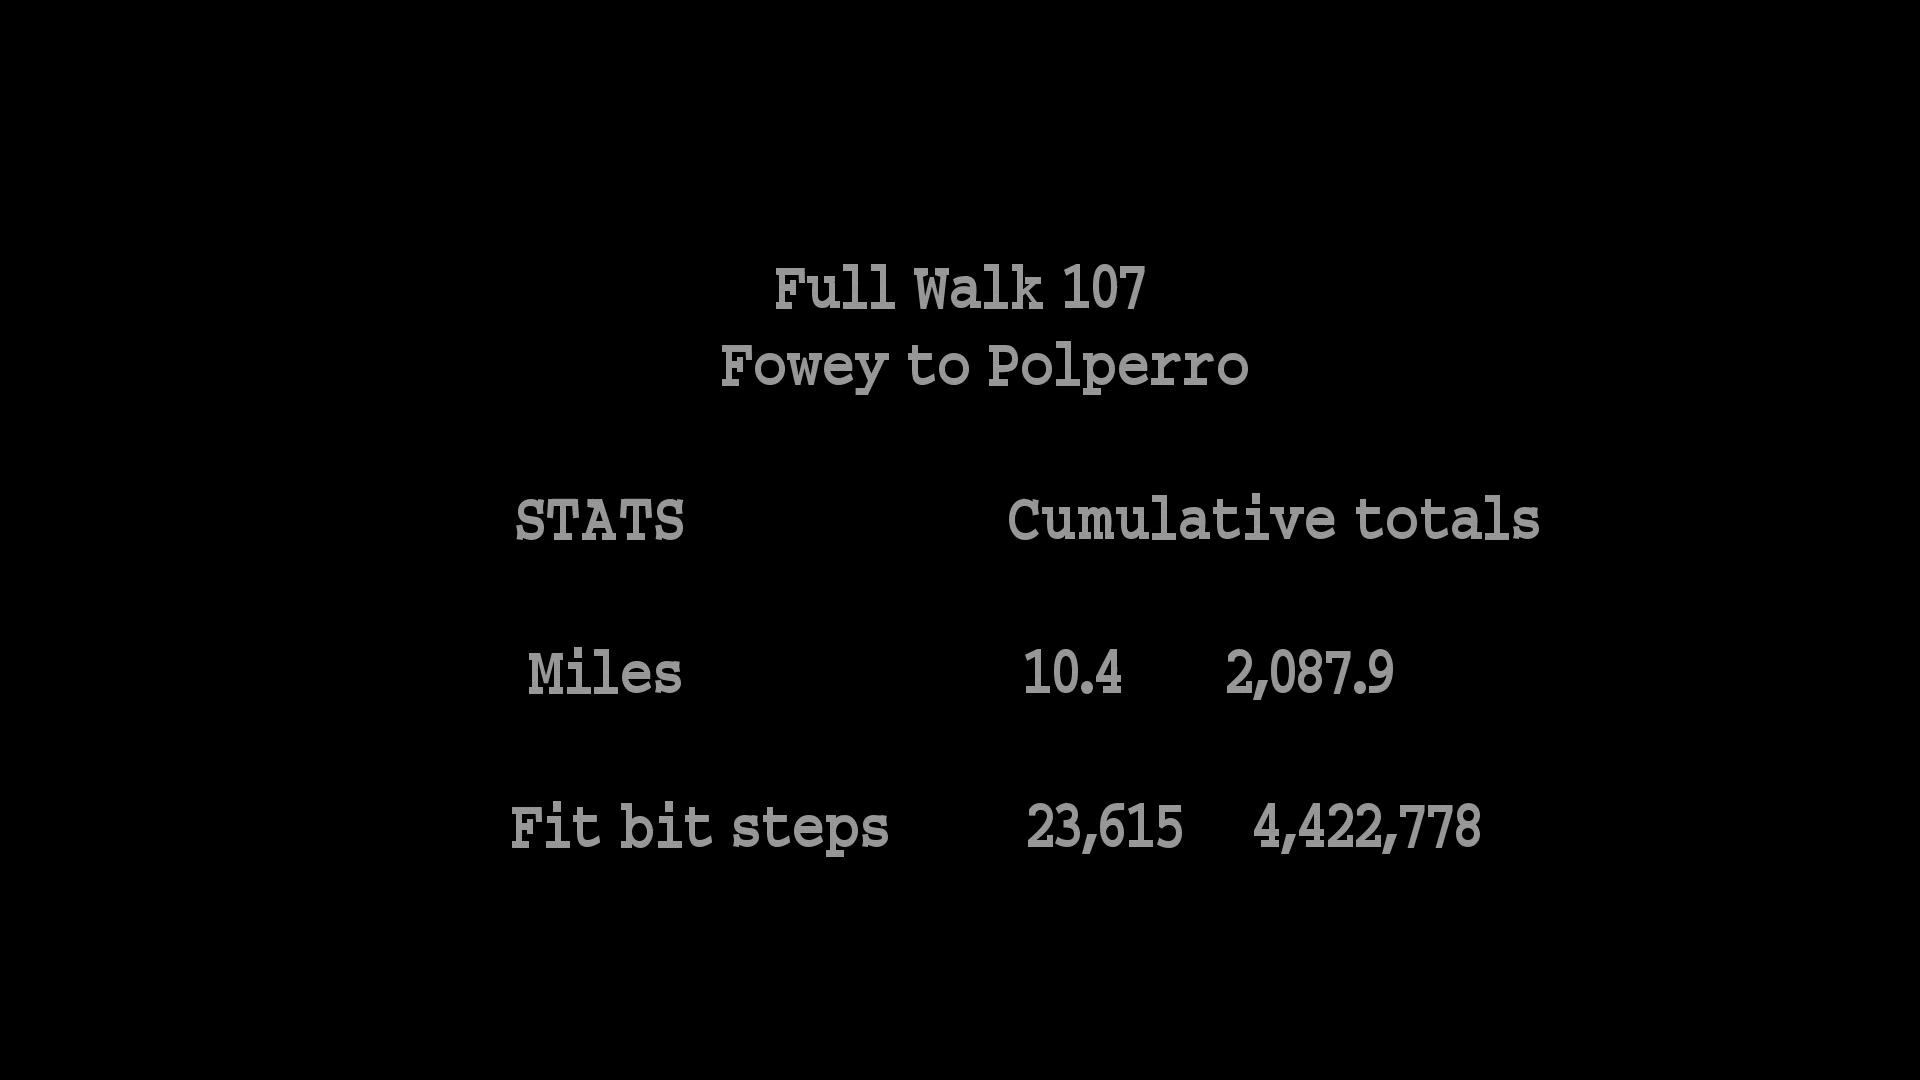 Full Walk 107
Fowey to Polperro
STATS Cumulative totals
Miles 10.4 2,087.9
Fit bit steps 23,615 4,422,778